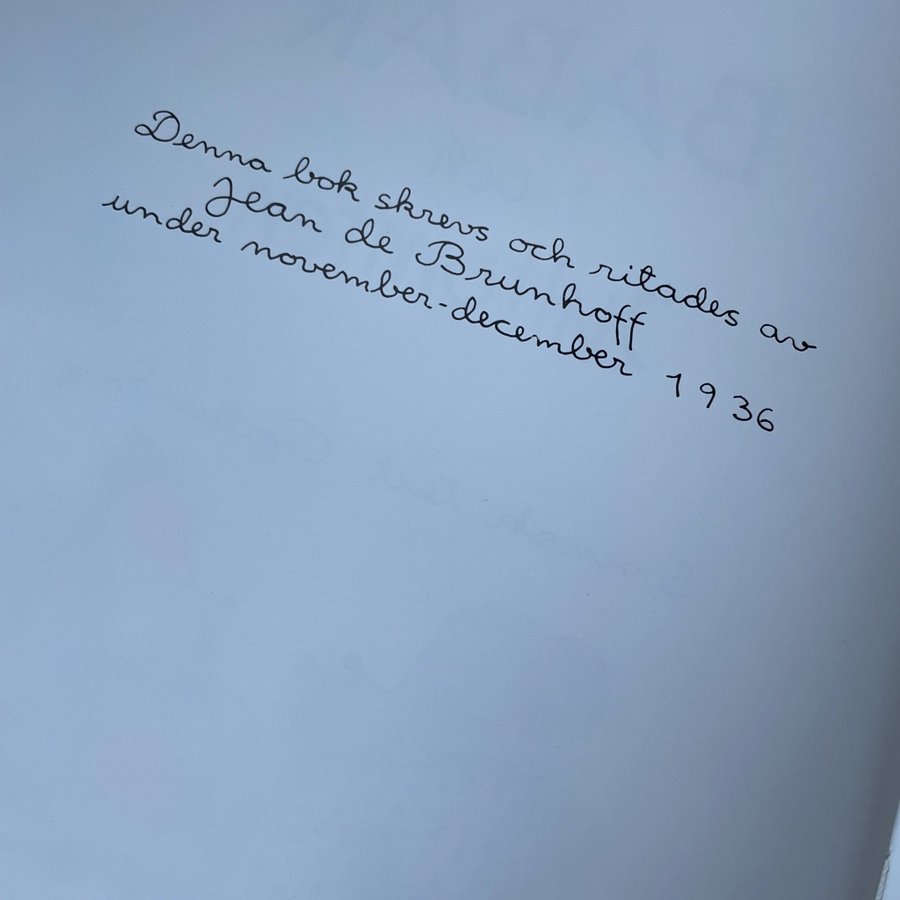 Denna bok skrevs och ritades av
Jean de Brunhoff
under november-december 1936